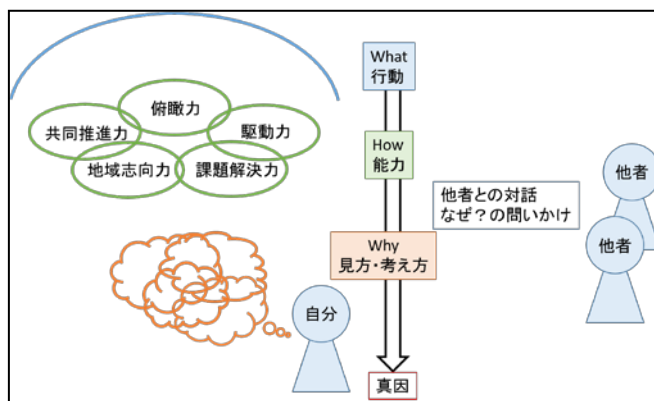 What
行動
俯瞰力
共同推進力
駆動力
地域志向力
課題解決力
How
能力
他者との対話
なぜ？の問いかけ
他者
他者
Why
見方・考え方
自分
真因